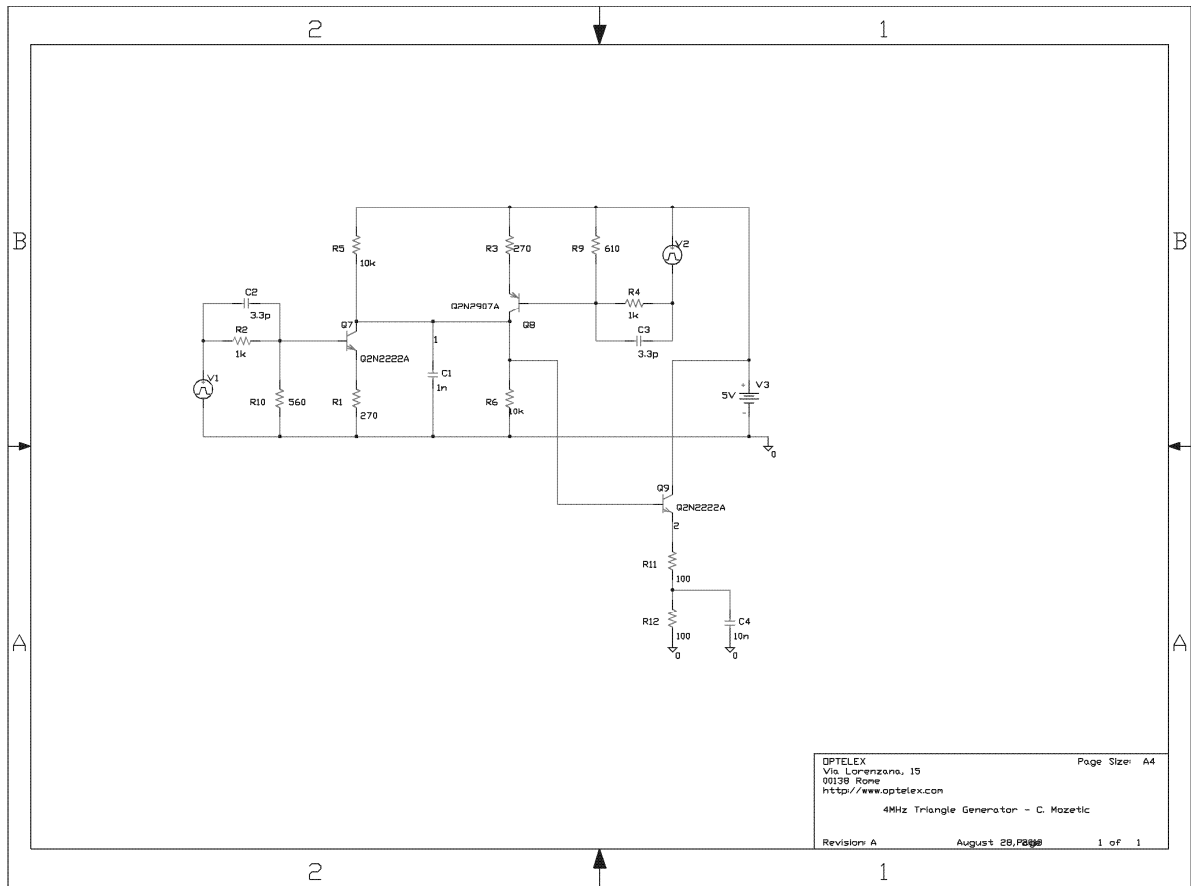 2
1
B
B
R5
10k
R3
270
R9
610
V2
C2
3.3p
Q2N2907A
R4
1k
Q7
Q8
R2
1
C3
1k
Q2N2222A
3.3p
V1
C1
V3
1n
5V
+
-
R10
560
R1
R6
10k
270
0
Q9
Q2N2222A
2
R11
100
A
A
R12
C4
100
10n
0
0
OPTELEX
Page Size: A4
Via Lorenzana, 15
00138 Rome
http://www.optelex.com
4MHz Triangle Generator - C. Mozetic
Revision: A
August 28,
1 of 1
2
1